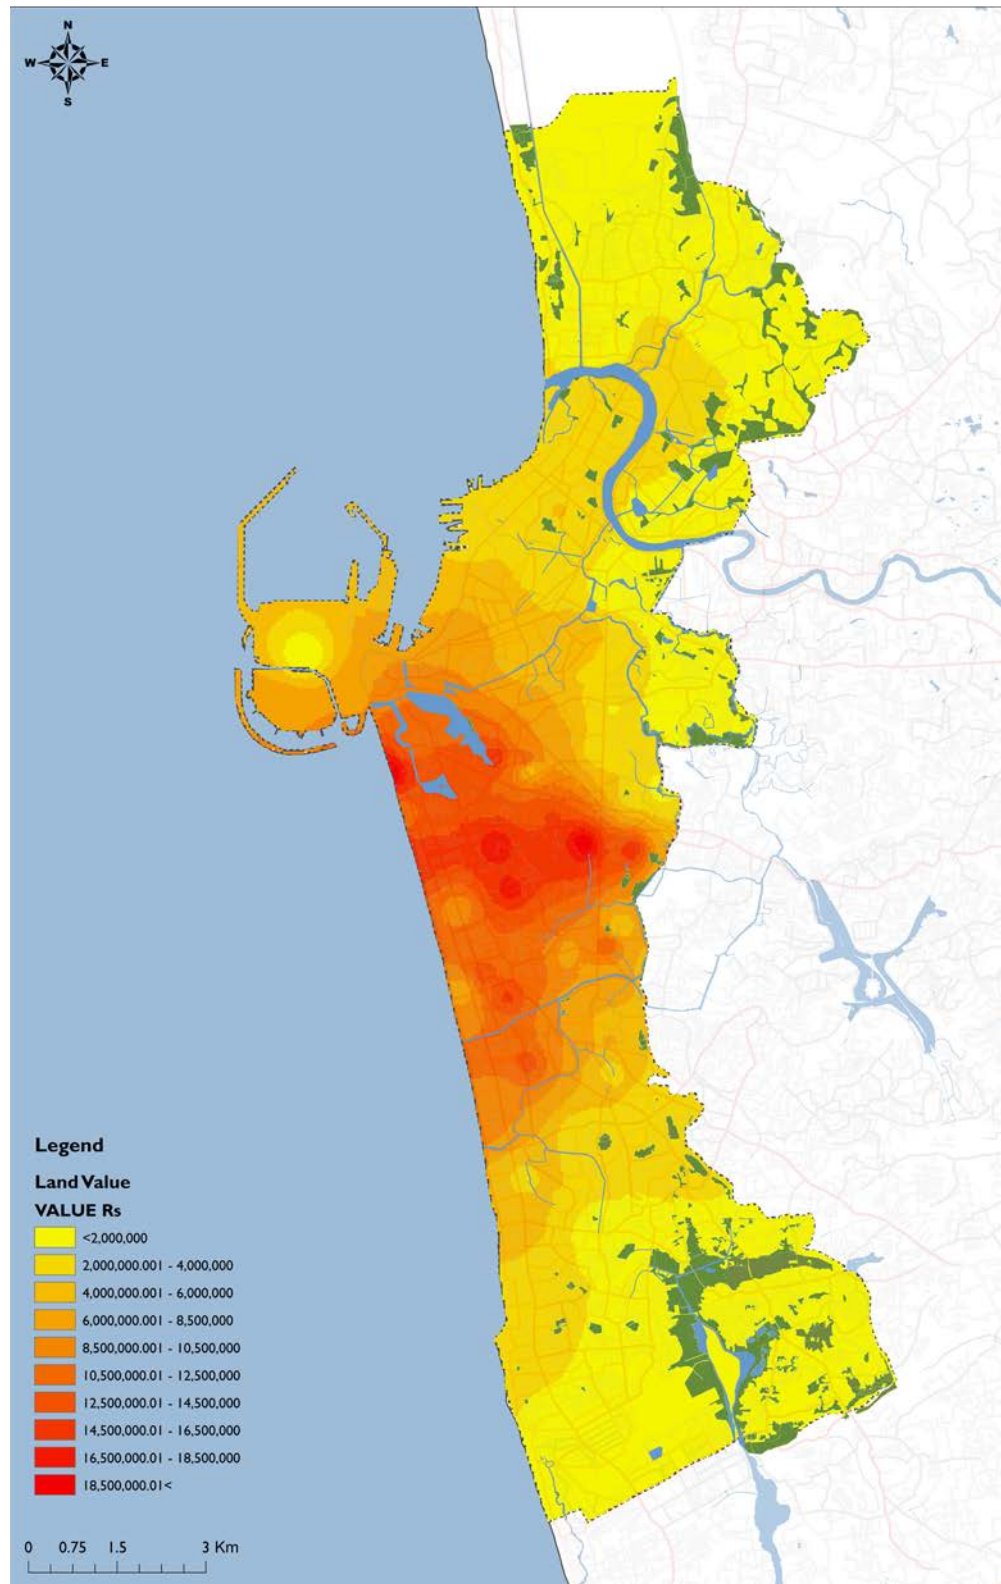 N
W E
S
Legend
Land Value
VALUE Rs
<2,000,000
2,000,000.001 - 4,000,000
4,000,000.001 - 6,000,000
6,000,000.001 - 8,500,000
8,500,000.001 - 10,500,000
10,500,000.01 - 12,500,000
12,500,000.01 - 14,500,000
14,500,000.01 - 16,500,000
16,500,000.01 - 18,500,000
18,500,000.01<
0 0.75 1.5 3 Km